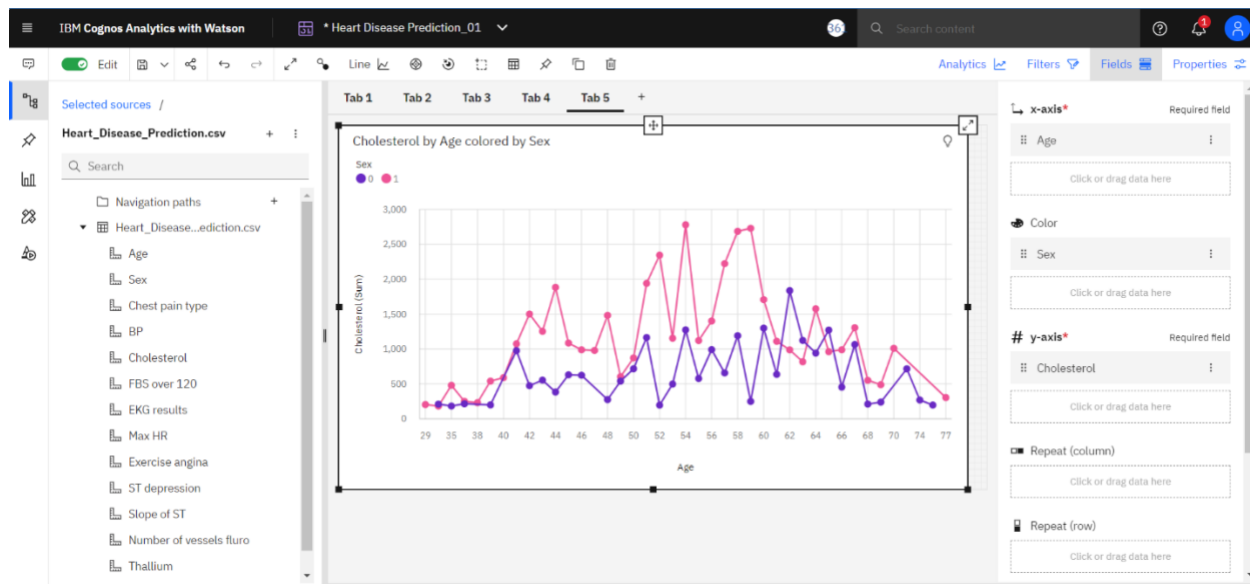 IBM Cognos Analytics with Watson
* Heart Disease Prediction_01
Search content
Edit
Line
Analytics
Filters
Fields
Properties
Selected sources /
Heart_Disease_Prediction.csv
Search
Navigation paths
Heart_Disease...ediction.csv
Age
Sex
Chest pain type
BP
Cholesterol
FBS over 120
EKG results
Max HR
Exercise angina
ST depression
Slope of ST
Number of vessels fluro
Thallium
Tab 1 Tab 2 Tab 3 Tab 4 Tab 5 +
Cholesterol by Age colored by Sex
Sex
0 1
3,000
2,500
2,000
1,500
1,000
500
0
Cholesterol (Sum)
29 35 38 40 42 44 46 48 50 52 54 56 58 60 62 64 66 68 70 74 77
Age
x-axis* Required field
Age
Click or drag data here
Color
Sex
Click or drag data here
# y-axis* Required field
Cholesterol
Click or drag data here
Repeat (column)
Click or drag data here
Repeat (row)
Click or drag data here